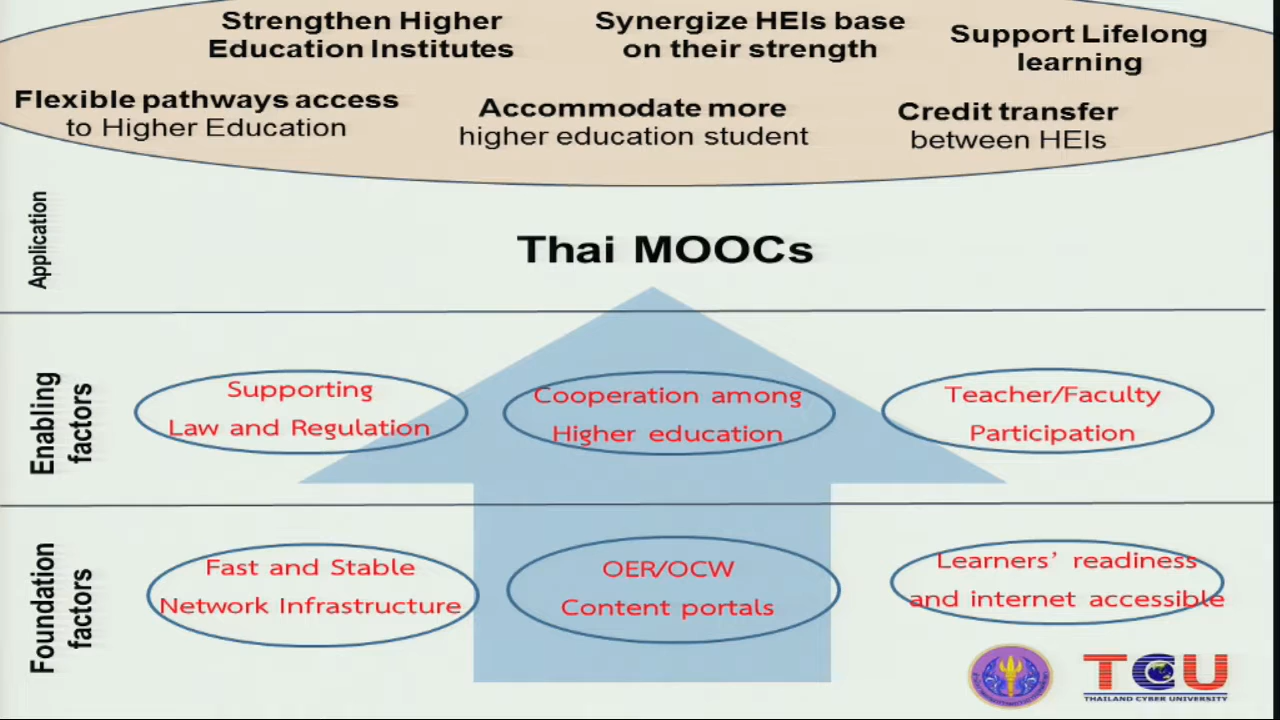 Strengthen Higher
Education Institutes
Synergize HEIs base
on their strength
Support Lifelong
learning
Flexible pathways access
to Higher Education
Accommodate more
higher education student
Credit transfer
between HEIs
Application
Thai MOOCs
Enabling
factors
Supporting
Law and Regulation
Cooperation among
Higher education
Teacher/Faculty
Participation
Foundation
factors
Fast and Stable
Network Infrastructure
OER/OCW
Content portals
Learners’ readiness
and internet accessible
TCU
THAILAND CYBER UNIVERSITY